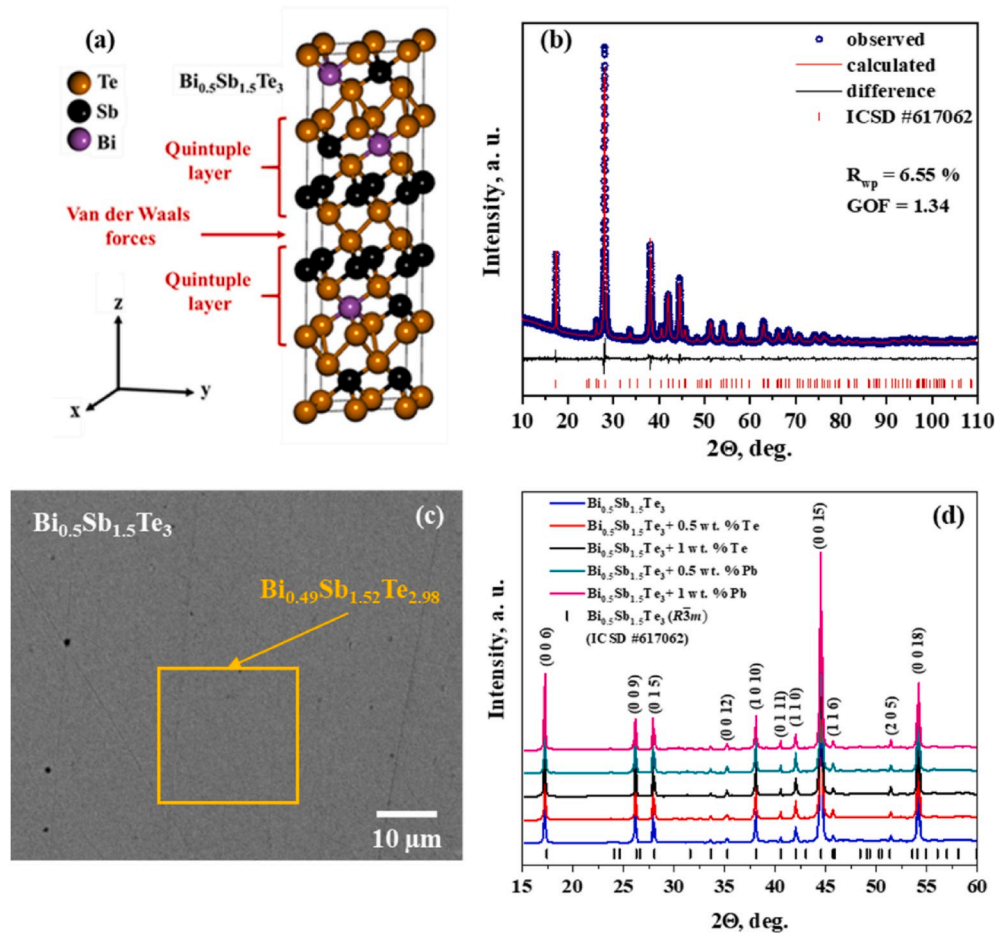 (a)
Te
Sb
Bi
Bi0.5Sb1.5Te3
Quintuple
layer
Van der Waals
forces
Quintuple
layer
z
x
y
(b)
observed
calculated
difference
ICSD #617062
Rwp = 6.55 %
GOF = 1.34
Intensity, a. u.
10 20 30 40 50 60 70 80 90 100 110
2Θ, deg.
Bi0.5Sb1.5Te3
(c)
Bi0.49Sb1.52Te2.98
10 μm
(d)
Bi0.5Sb1.5Te3
Bi0.5Sb1.5Te3+ 0.5 wt. % Te
Bi0.5Sb1.5Te3+ 1 wt. % Te
Bi0.5Sb1.5Te3+ 0.5 wt. % Pb
Bi0.5Sb1.5Te3+ 1 wt. % Pb
Bi0.5Sb1.5Te3 (R3̅m)
(ICSD #617062)
(0 0 6)
(0 0 9)
(0 1 5)
(0 0 12)
(1 0 10)
(0 1 11)
(1 1 0)
(0 0 15)
(1 1 6)
(2 0 5)
(0 0 18)
Intensity, a. u.
15 20 25 30 35 40 45 50 55 60
2Θ, deg.